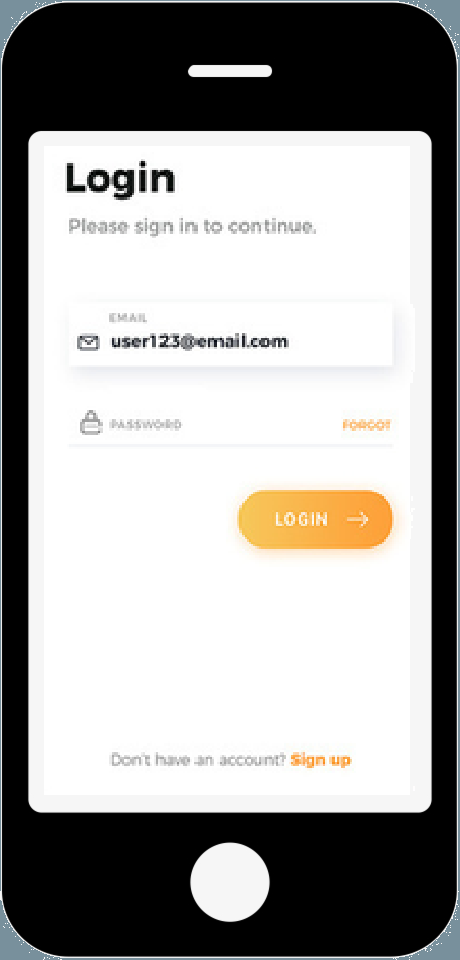 Login
Please sign in to continue.
EMAIL
user123@email.com
PASSWORD
FORGOT
LOGIN
Don't have an account? Sign up